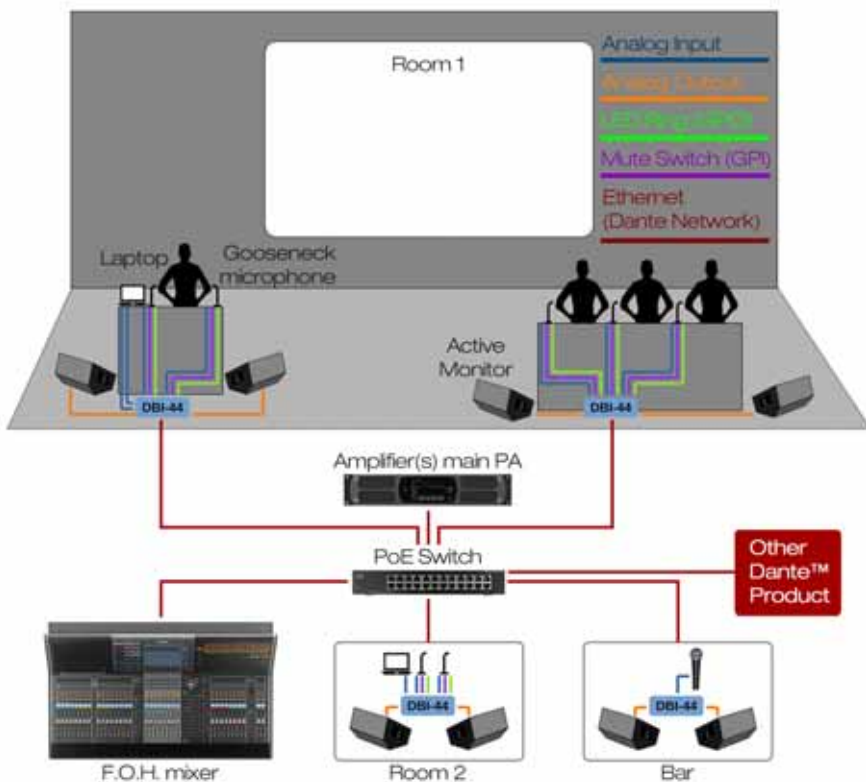 Room 1
Analog Input
Analog Output
LED Ring (GPO)
Mute Switch (GPI)
Ethernet
(Dante Network)
Laptop
Gooseneck
microphone
Active
Monitor
DBI-44
DBI-44
Amplifier(s) main PA
PoE Switch
Other
Dante™
Product
DBI-44
DBI-44
F.O.H. mixer
Room 2
Bar